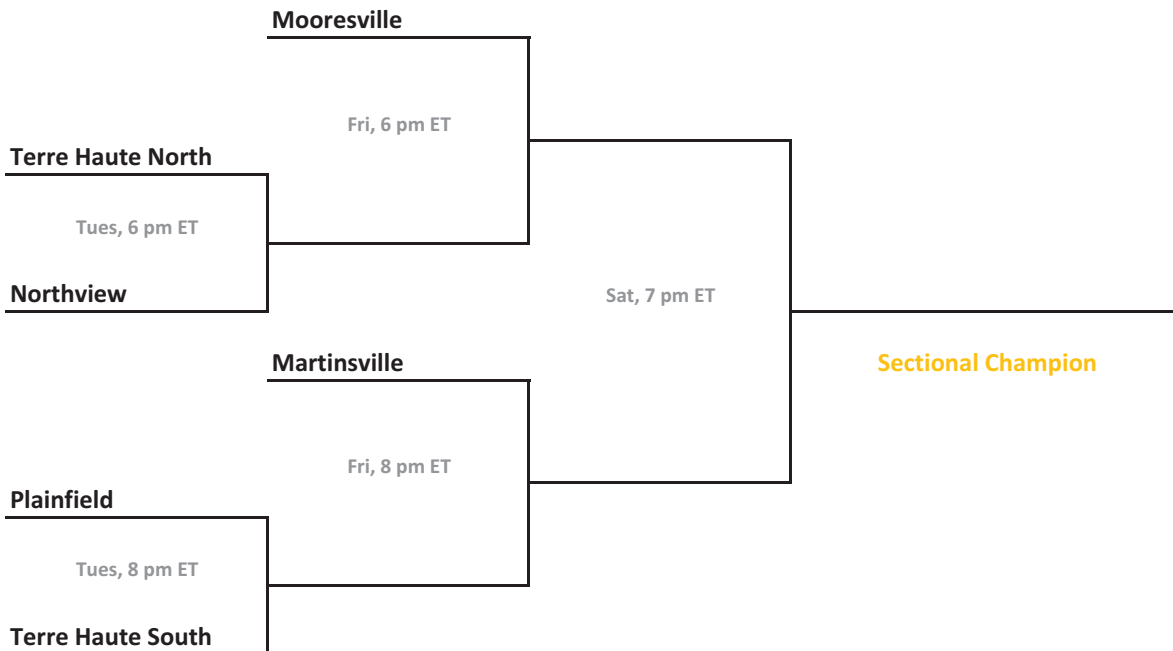 Mooresville
Fri, 6 pm ET
Terre Haute North
Tues, 6 pm ET
Northview
Sat, 7 pm ET
Martinsville
Sectional Champion
Fri, 8 pm ET
Plainfield
Tues, 8 pm ET
Terre Haute South